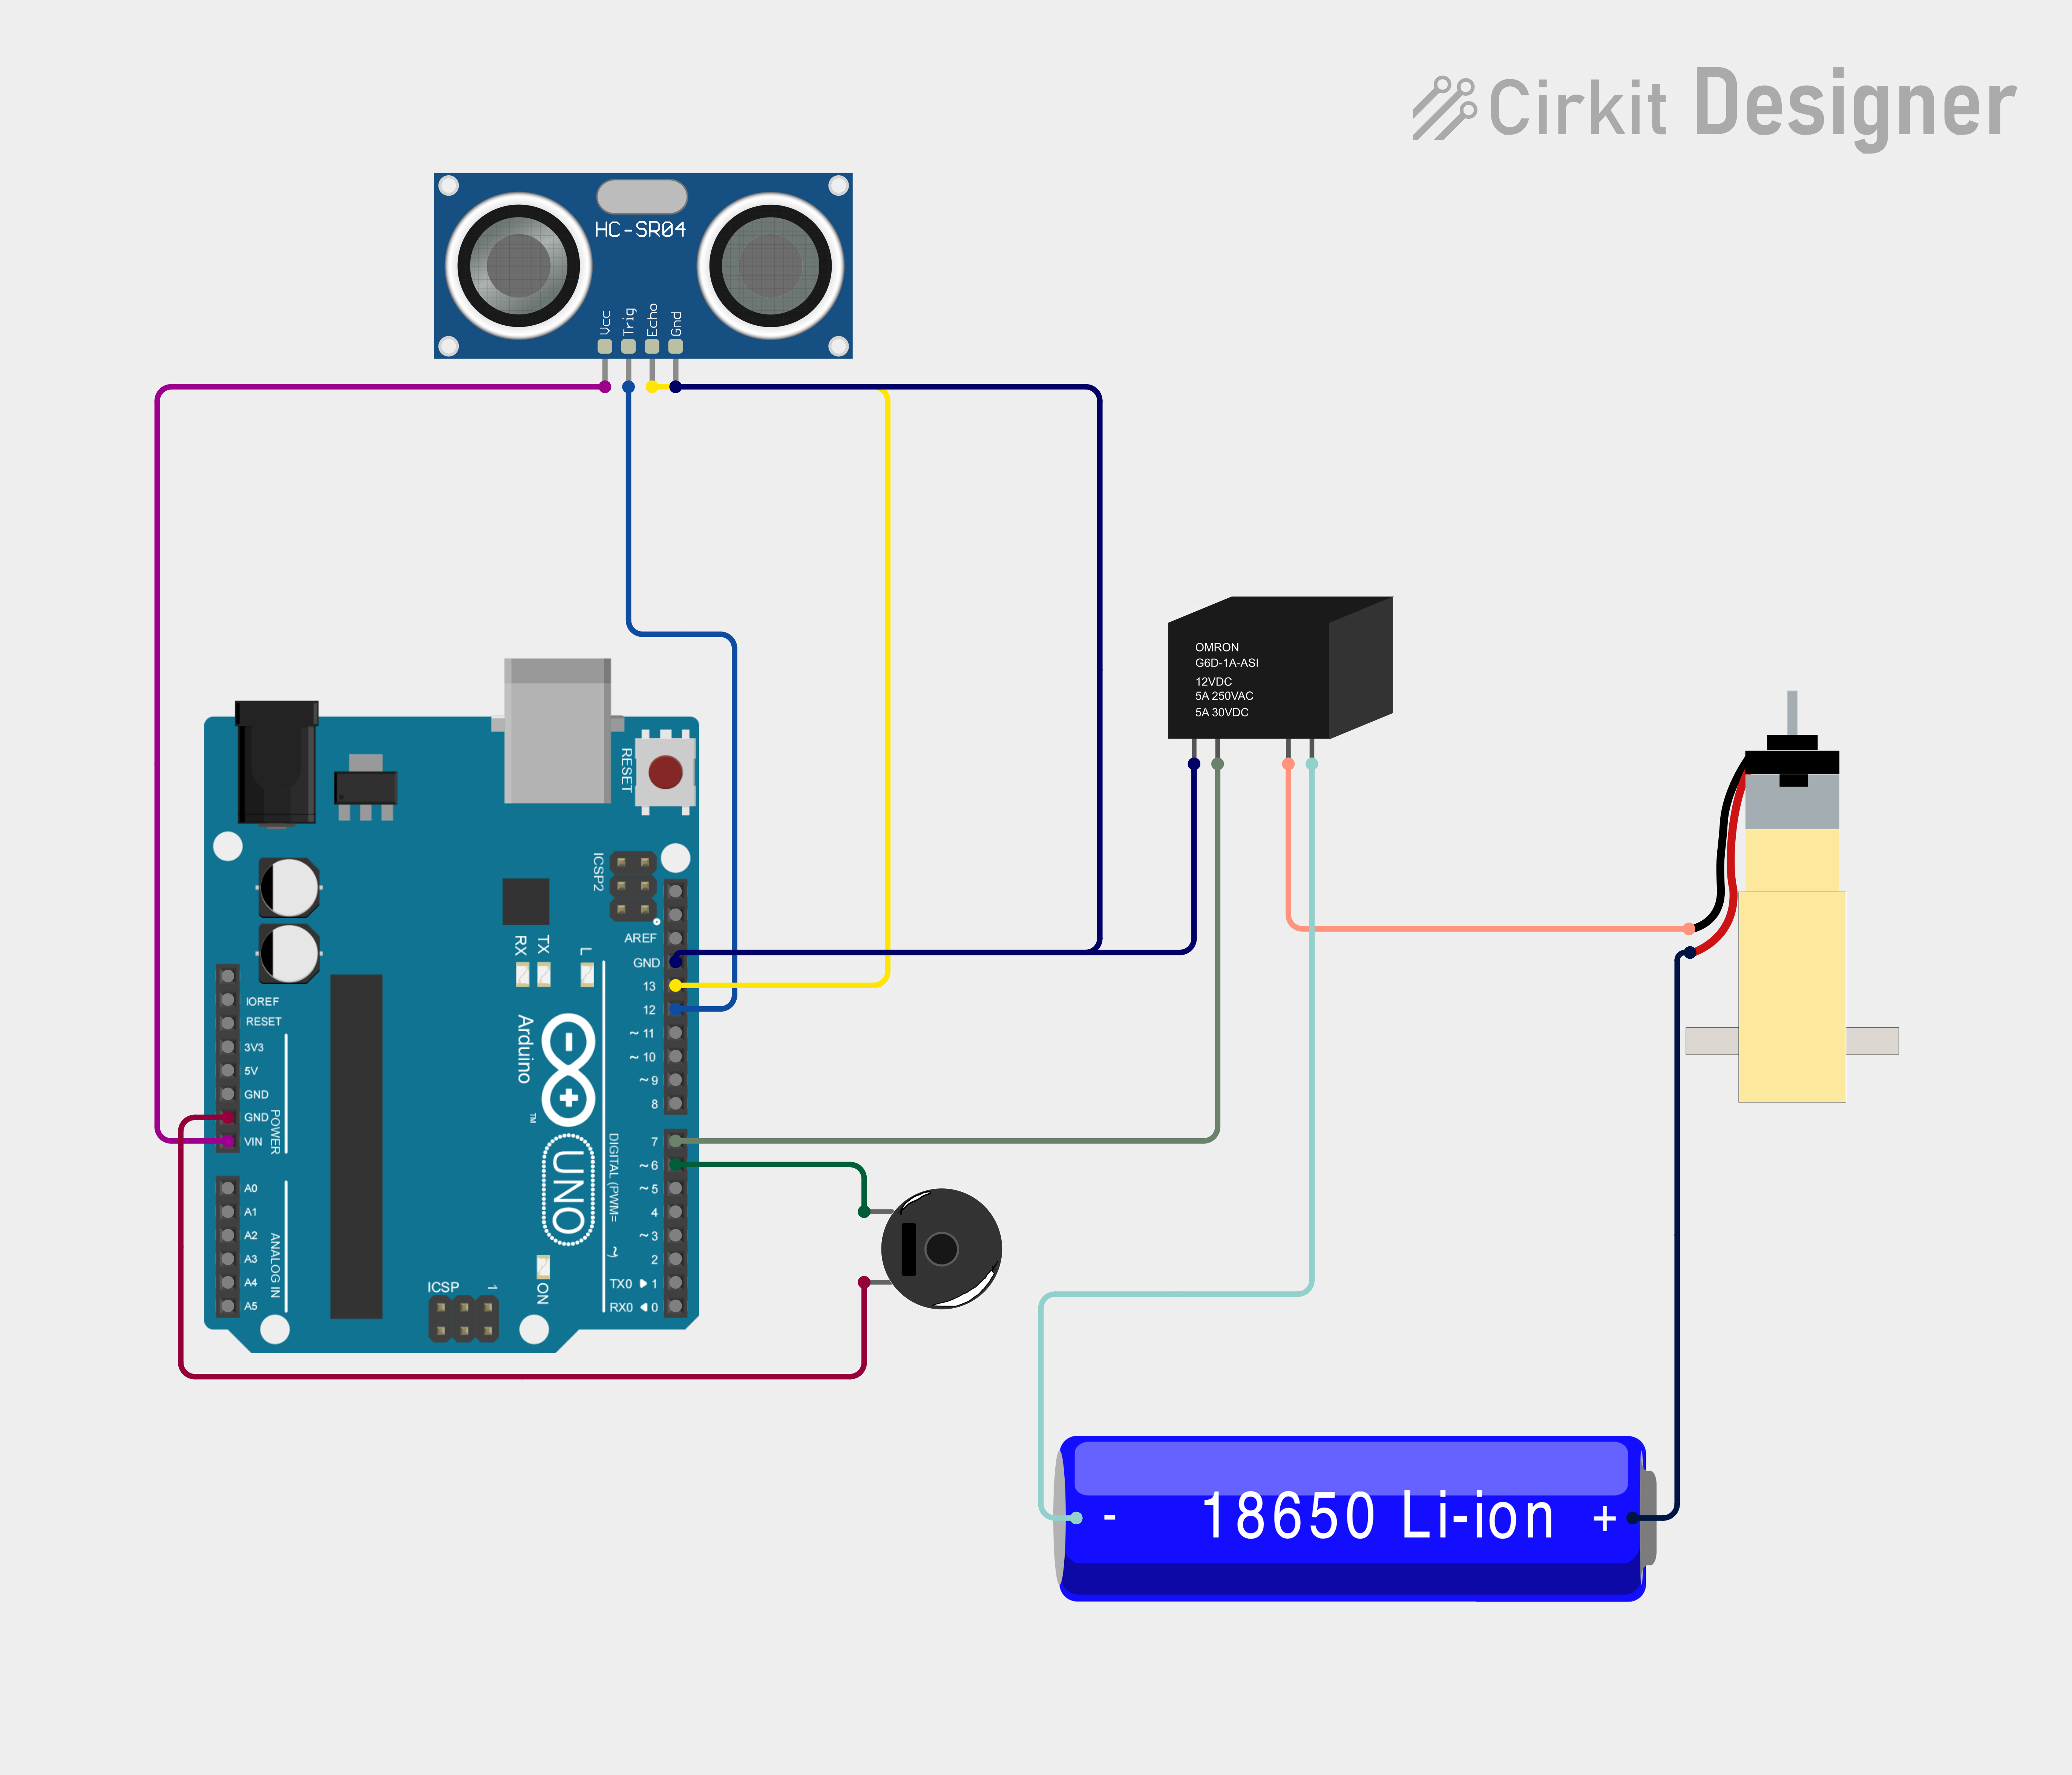 Cirkit Designer
HC-SR04
Vcc
Trig
Echo
Gnd
OMRON
G6D-1A-ASI
12VDC
5A 250VAC
5A 30VDC
RESET
ICSP2
AREF
GND
13
12
~ 11
~ 10
~ 9
8
7
~ 6
~ 5
4
~ 3
2
TX0 ▶ 1
RX0 ◀ 0
RX
TX
L
IOREF
RESET
3V3
5V
GND
GND
VIN
POWER
A0
A1
A2
A3
A4
A5
ANALOG IN
Arduino
TM
UNO
DIGITAL (PWM= ~)
ICSP
1
ON
- 18650 Li-ion +